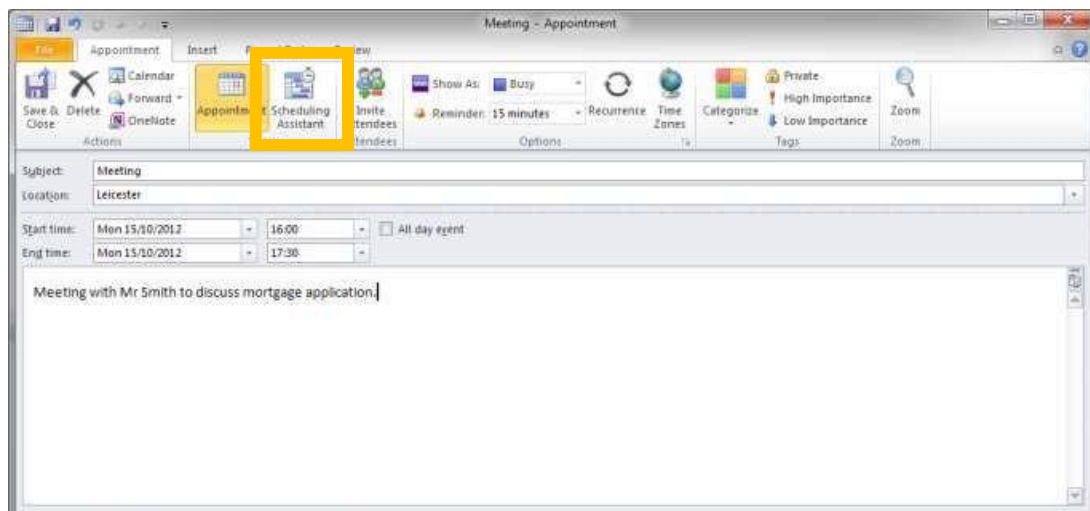 Meeting - Appointment
File Appointment Insert Review
Save & Close
Delete
Calendar
Forward
OneNote
Actions
Appointment
Scheduling Assistant
Invite Attendees
Attendees
Show As: Busy
Reminder: 15 minutes
Recurrence
Time Zones
Options
Categorize
Private
High Importance
Low Importance
Tags
Zoom
Zoom
Subject: Meeting
Location: Leicester
Start time: Mon 15/10/2012 16:00 All day event
End time: Mon 15/10/2012 17:30
Meeting with Mr Smith to discuss mortgage application.